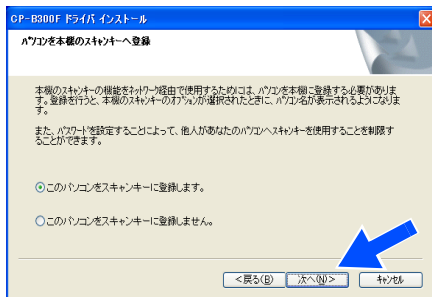 CP-B300F ドライバ インストール
パソコンを本機のスキャンキーへ登録
本機のスキャンキーの機能をネットワーク経由で使用するためには、パソコンを本機に登録する必要がありま
す。登録を行うと、本機のスキャンキーのオプションが選択されたときに、パソコン名が表示されるようになりま
す。
また、パスワードを設定することによって、他人があなたのパソコンへスキャンキーを使用することを制限す
ることができます。
このパソコンをスキャンキーに登録します。
このパソコンをスキャンキーに登録しません。
<戻る(B)
次へ(N)>
キャンセル